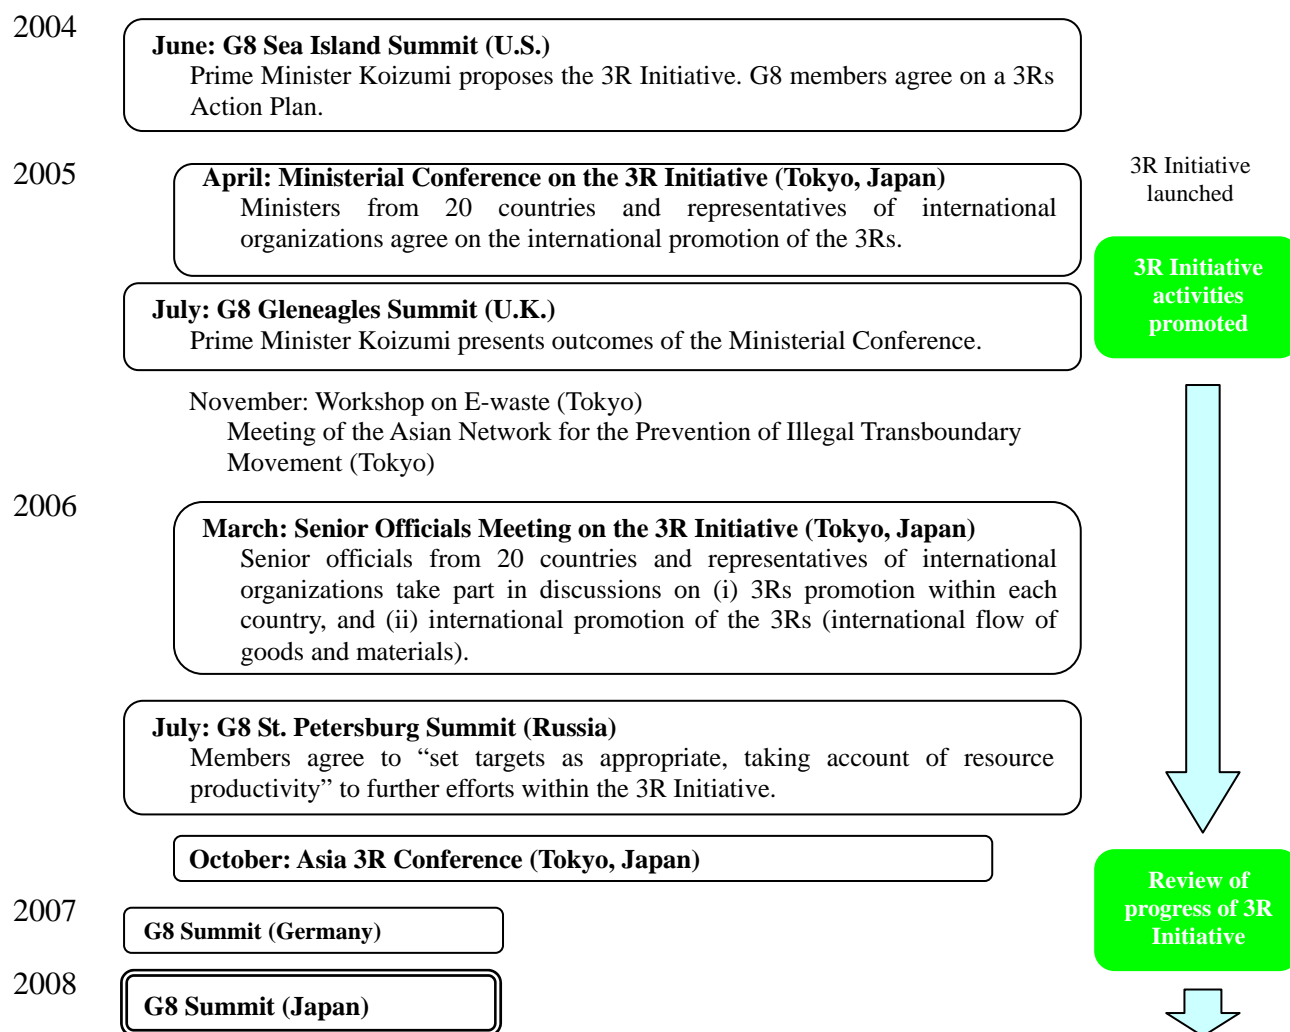 2004
June: G8 Sea Island Summit (U.S.)
Prime Minister Koizumi proposes the 3R Initiative. G8 members agree on a 3Rs
Action Plan.
2005
April: Ministerial Conference on the 3R Initiative (Tokyo, Japan)
Ministers from 20 countries and representatives of international
organizations agree on the international promotion of the 3Rs.
3R Initiative
launched
3R Initiative
activities
promoted
July: G8 Gleneagles Summit (U.K.)
Prime Minister Koizumi presents outcomes of the Ministerial Conference.
November: Workshop on E-waste (Tokyo)
Meeting of the Asian Network for the Prevention of Illegal Transboundary
Movement (Tokyo)
2006
March: Senior Officials Meeting on the 3R Initiative (Tokyo, Japan)
Senior officials from 20 countries and representatives of international
organizations take part in discussions on (i) 3Rs promotion within each
country, and (ii) international promotion of the 3Rs (international flow of
goods and materials).
July: G8 St. Petersburg Summit (Russia)
Members agree to “set targets as appropriate, taking account of resource
productivity” to further efforts within the 3R Initiative.
October: Asia 3R Conference (Tokyo, Japan)
Review of
progress of 3R
Initiative
2007
G8 Summit (Germany)
2008
G8 Summit (Japan)